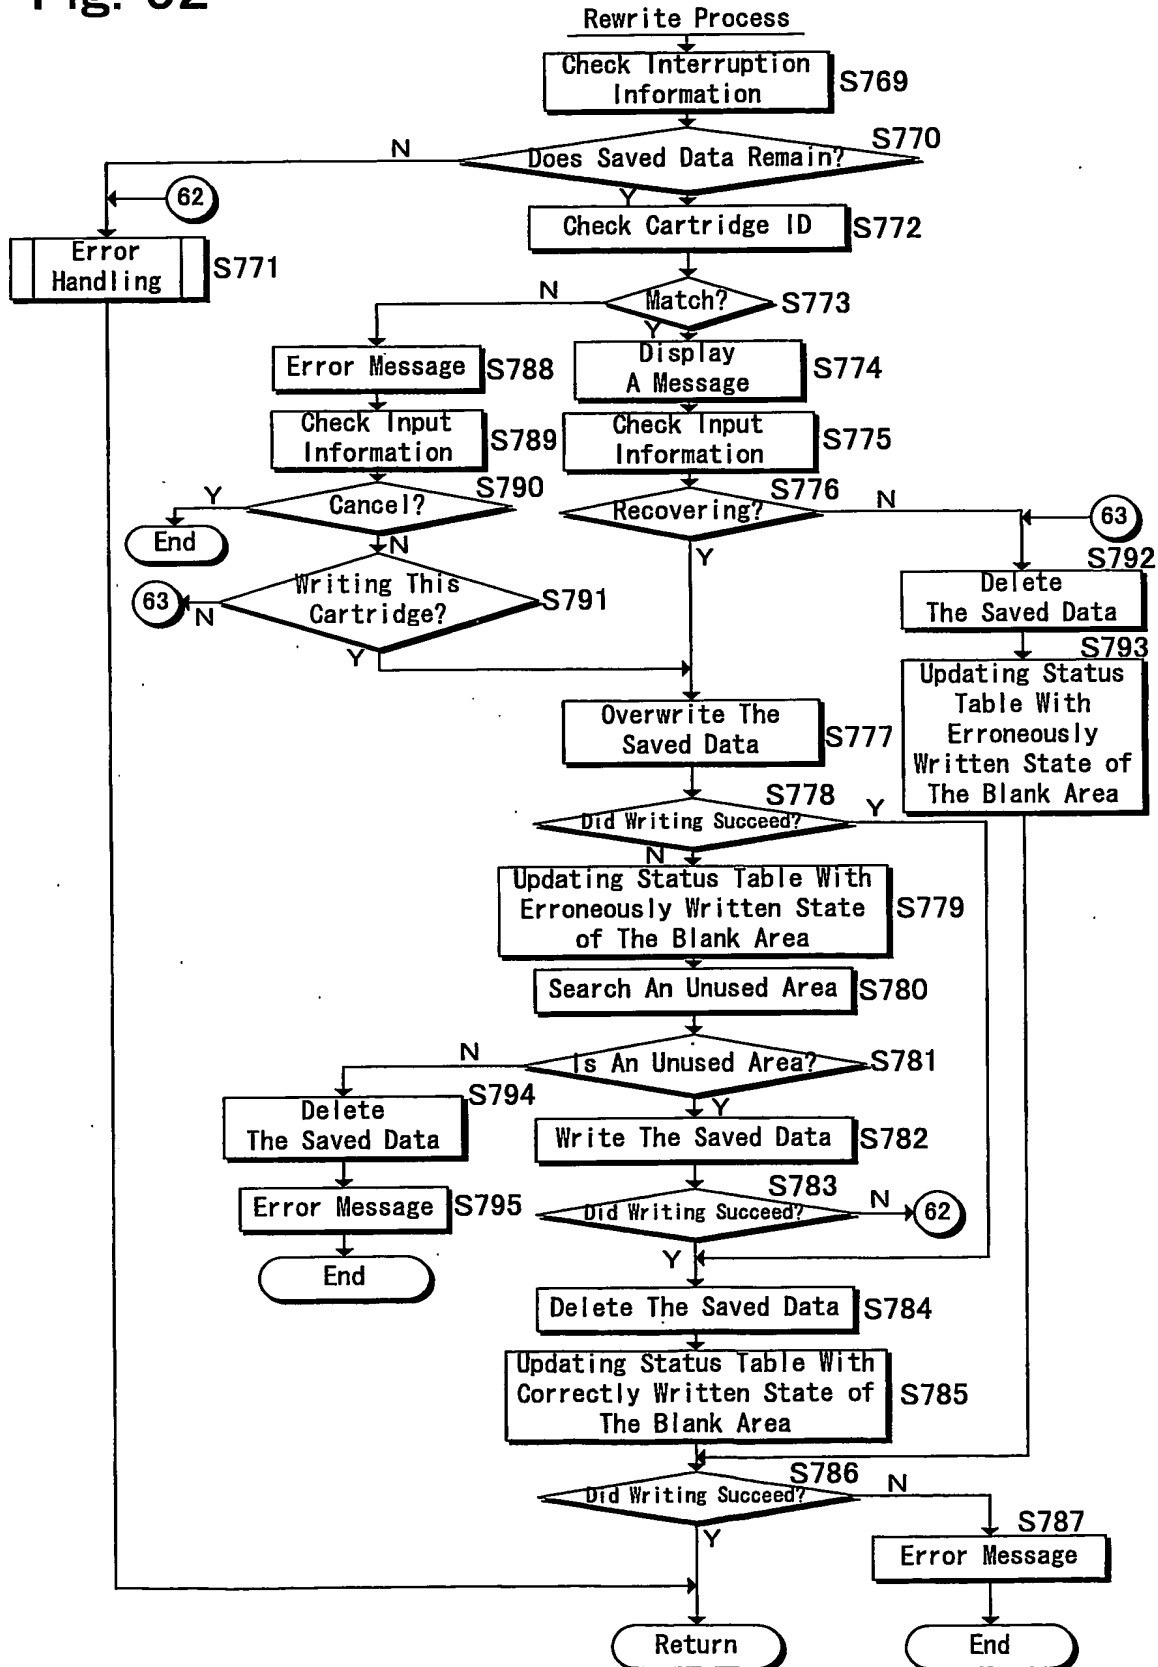 Fig. 62
Rewrite Process
Check Interruption
Information
S769
S770
N
Does Saved Data Remain?
Y
62
Check Cartridge ID
S772
Error
Handling
S771
N
Match?
S773
Y
Error Message
S788
Display
A Message
S774
Check Input
Information
S789
Check Input
Information
S775
Y
Cancel?
S790
Recovering?
S776
N
63
End
N
Y
S792
Writing This
Cartridge?
S791
63
N
Y
Delete
The Saved Data
S793
Updating Status
Table With
Erroneously
Written State of
The Blank Area
Overwrite The
Saved Data
S777
S778
Did Writing Succeed?
Y
N
Updating Status Table With
Erroneously Written State
of The Blank Area
S779
Search An Unused Area
S780
N
Is An Unused Area?
S781
Y
S794
Delete
The Saved Data
Write The Saved Data
S782
S783
Error Message
S795
Did Writing Succeed?
N
62
Y
End
Delete The Saved Data
S784
Updating Status Table With
Correctly Written State of
The Blank Area
S785
S786
Did Writing Succeed?
N
Y
S787
Error Message
Return
End